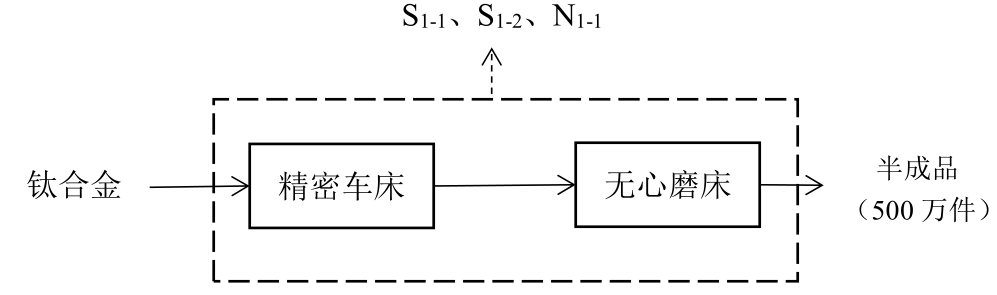 S1-1、S1-2、N1-1
钛合金
精密车床
无心磨床
半成品
（500 万件）